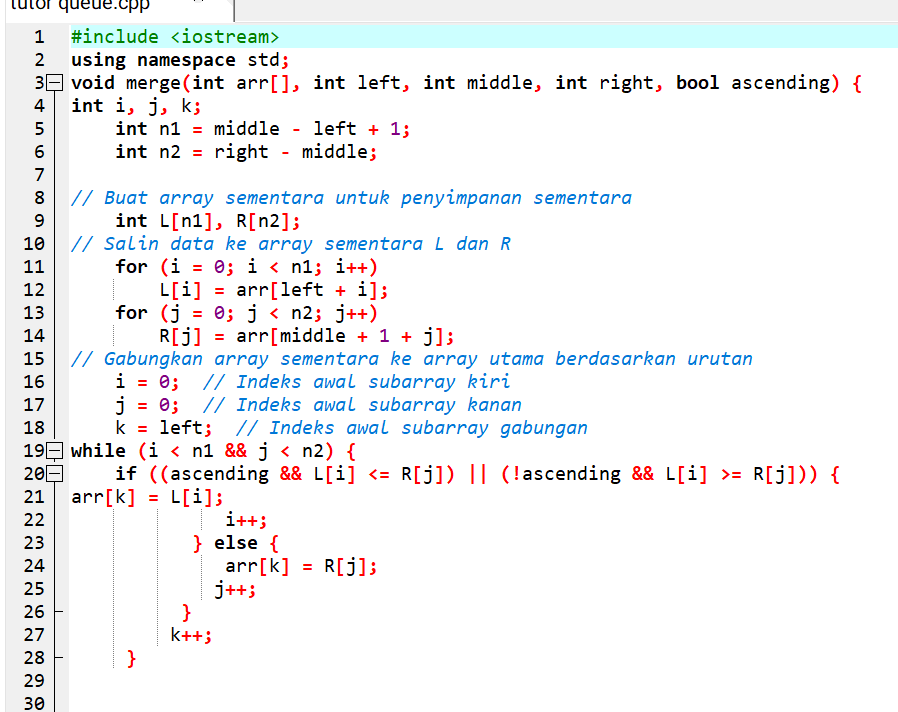 tutor queue.cpp
1 #include <iostream>
2 using namespace std;
3 void merge(int arr[], int left, int middle, int right, bool ascending) {
4 int i, j, k;
5 int n1 = middle - left + 1;
6 int n2 = right - middle;
7
8 // Buat array sementara untuk penyimpanan sementara
9 int L[n1], R[n2];
10 // Salin data ke array sementara L dan R
11 for (i = 0; i < n1; i++)
12 L[i] = arr[left + i];
13 for (j = 0; j < n2; j++)
14 R[j] = arr[middle + 1 + j];
15 // Gabungkan array sementara ke array utama berdasarkan urutan
16 i = 0; // Indeks awal subarray kiri
17 j = 0; // Indeks awal subarray kanan
18 k = left; // Indeks awal subarray gabungan
19 while (i < n1 && j < n2) {
20 if ((ascending && L[i] <= R[j]) || (!ascending && L[i] >= R[j])) {
21 arr[k] = L[i];
22 i++;
23 } else {
24 arr[k] = R[j];
25 j++;
26 }
27 k++;
28 }
29
30